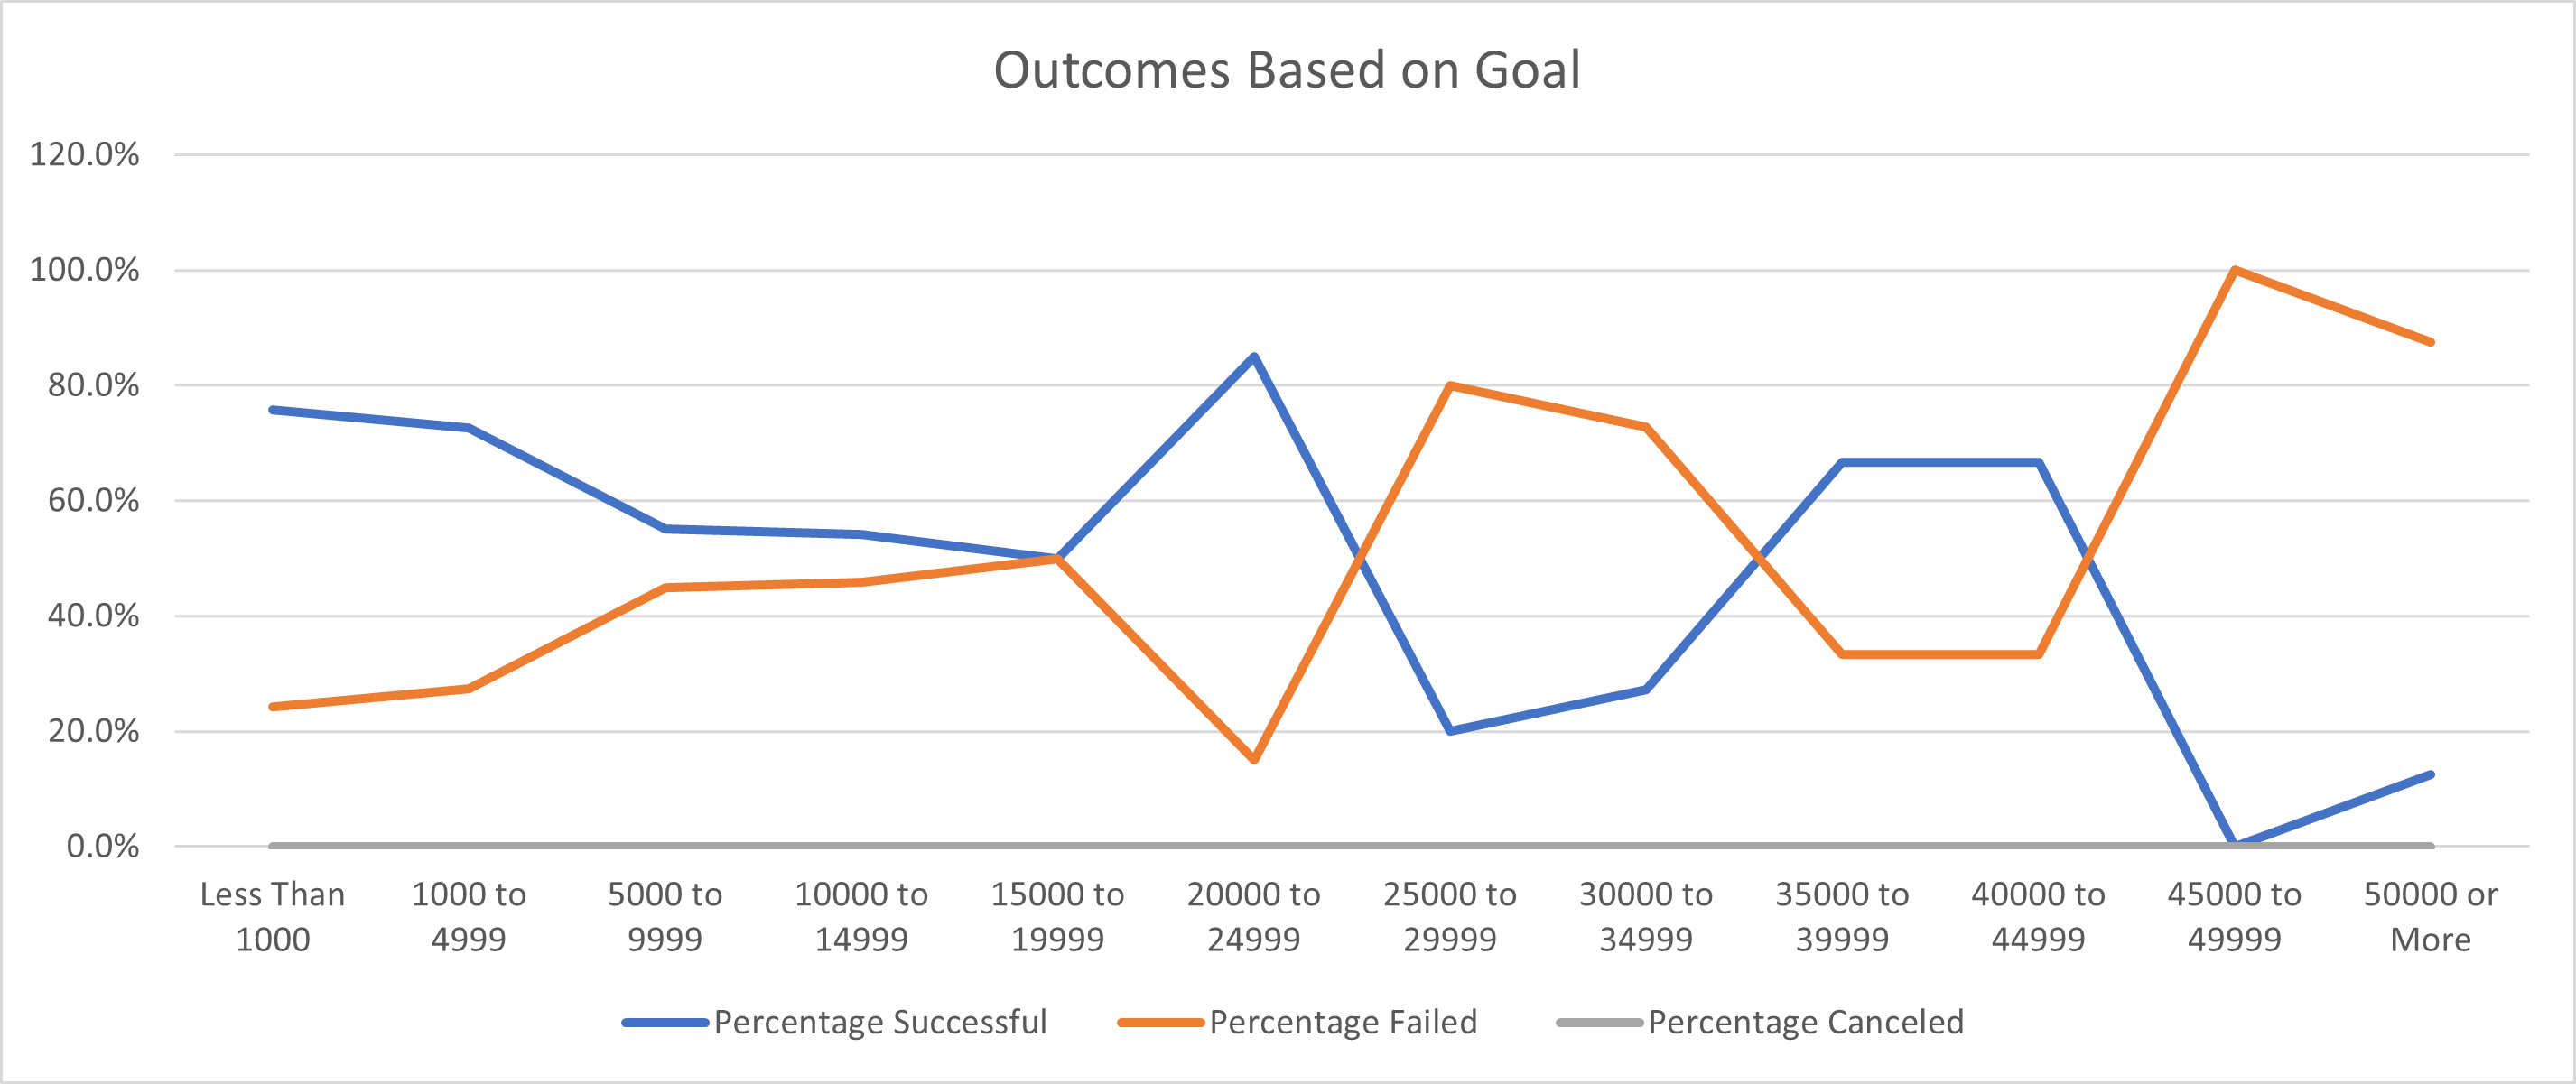 Outcomes Based on Goal
120.0%
100.0%
80.0%
60.0%
40.0%
20.0%
0.0%
Less Than 1000
1000 to 4999
5000 to 9999
10000 to 14999
15000 to 19999
20000 to 24999
25000 to 29999
30000 to 34999
35000 to 39999
40000 to 44999
45000 to 49999
50000 or More
Percentage Successful
Percentage Failed
Percentage Canceled